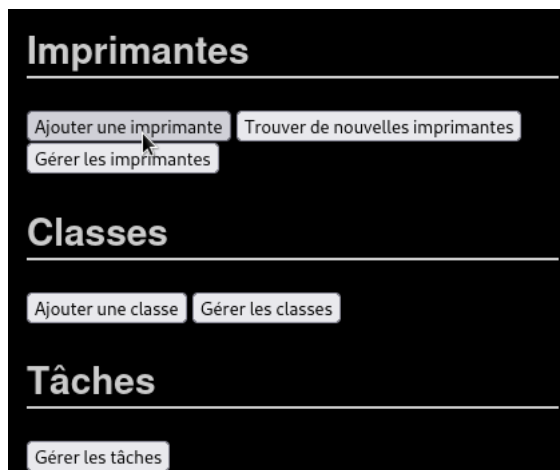 Imprimantes
Ajouter une imprimante Trouver de nouvelles imprimantes
Gérer les imprimantes
Classes
Ajouter une classe Gérer les classes
Tâches
Gérer les tâches